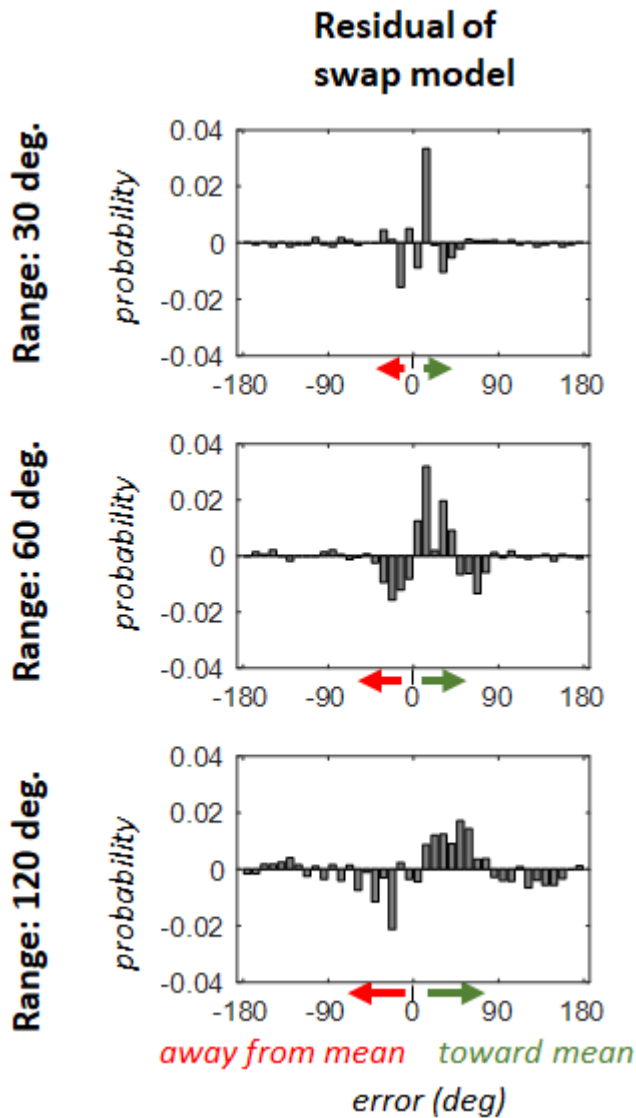 Residual of
swap model
Range: 30 deg.
probability
0.04
0.02
0
-0.02
-0.04
-180 -90 0 90 180
Range: 60 deg.
probability
0.04
0.02
0
-0.02
-0.04
-180 -90 0 90 180
Range: 120 deg.
probability
0.04
0.02
0
-0.02
-0.04
-180 -90 0 90 180
away from mean toward mean
error (deg)